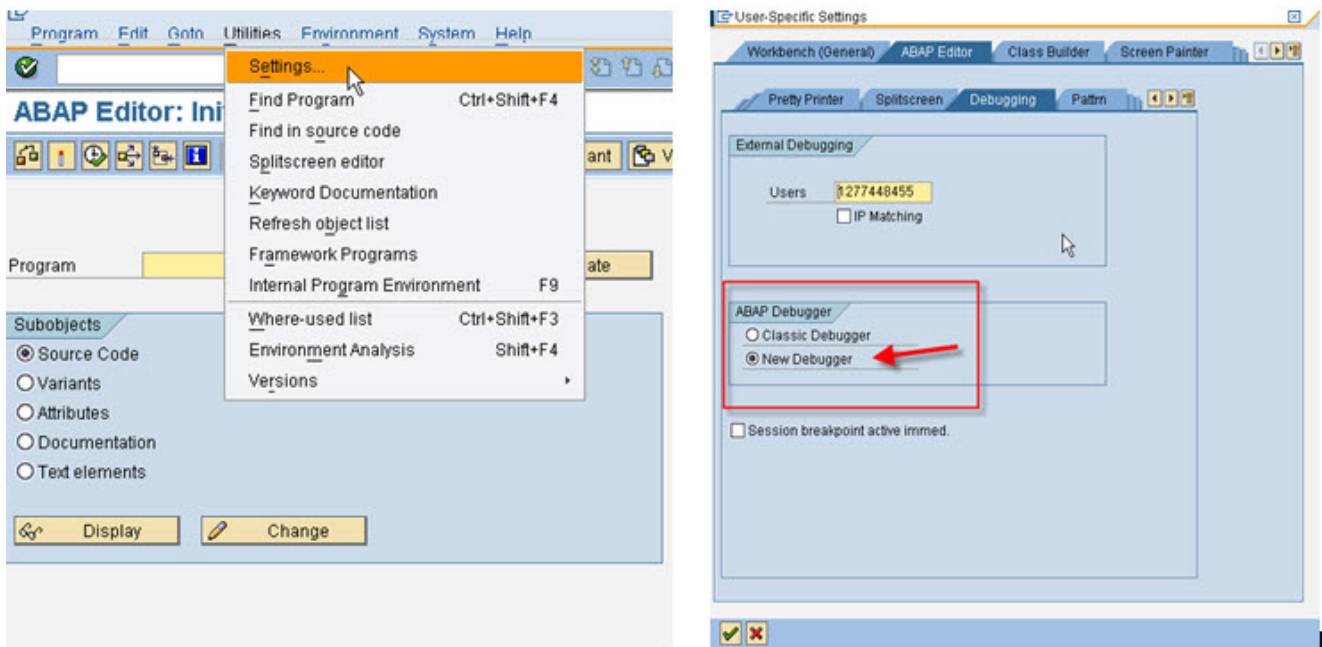 Program Edit Goto Utilities Environment System Help
Settings...
ABAP Editor: Ini
Find Program Ctrl+Shift+F4
Find in source code
Splitscreen editor
ant V
Keyword Documentation
Refresh object list
Framework Programs
Program ate
Internal Program Environment F9
Where-used list Ctrl+Shift+F3
Environment Analysis Shift+F4
Versions
Subobjects
Source Code
Variants
Attributes
Documentation
Text elements
Display Change
User-Specific Settings
Workbench (General) ABAP Editor Class Builder Screen Painter
Pretty Printer Splitscreen Debugging Pattrn
External Debugging
Users 1277448455
IP Matching
ABAP Debugger
Classic Debugger
New Debugger
Session breakpoint active immed.